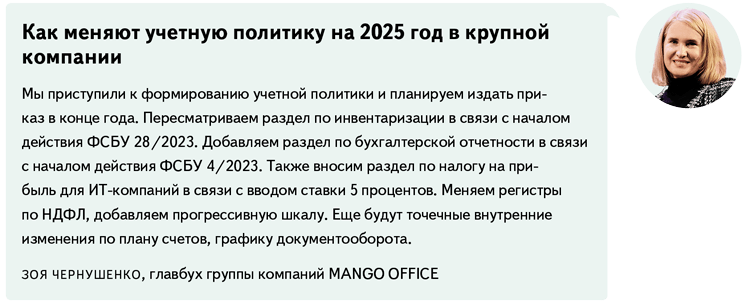 Как меняют учетную политику на 2025 год в крупной
компании
Мы приступили к формированию учетной политики и планируем издать при-
каз в конце года. Пересматриваем раздел по инвентаризации в связи с началом
действия ФСБУ 28/2023. Добавляем раздел по бухгалтерской отчетности в связи
с началом действия ФСБУ 4/2023. Также вносим раздел по налогу на при-
быль для ИТ-компаний в связи с вводом ставки 5 процентов. Меняем регистры
по НДФЛ, добавляем прогрессивную шкалу. Еще будут точечные внутренние
изменения по плану счетов, графику документооборота.
ЗОЯ ЧЕРНУШЕНКО, главбух группы компаний MANGO OFFICE